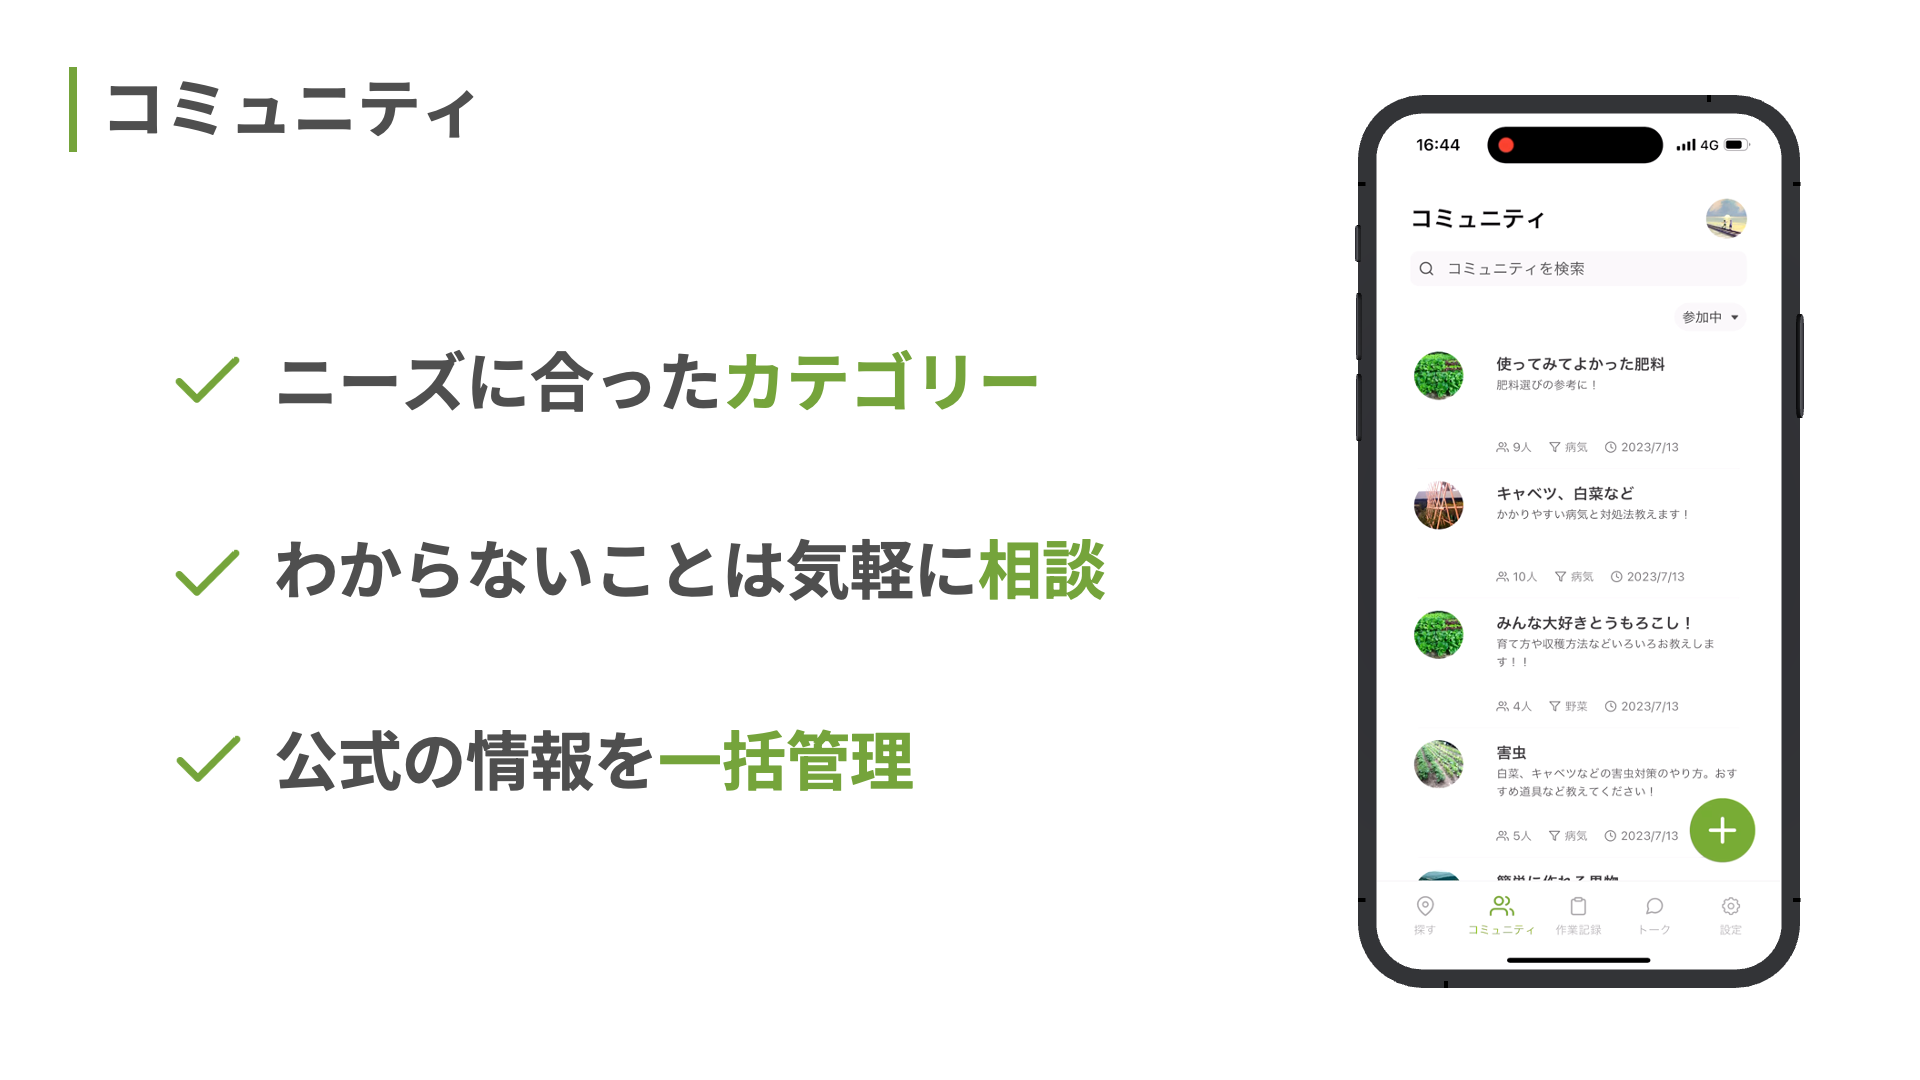 コミュニティ
ニーズに合ったカテゴリー
わからないことは気軽に相談
公式の情報を一括管理
16:44
4G
コミュニティ
コミュニティを検索
参加中
使ってみてよかった肥料
肥料選びの参考に！
9人 病気 2023/7/13
キャベツ、白菜など
かかりやすい病気と対処法教えます！
10人 病気 2023/7/13
みんな大好きとうもろこし！
育て方や収穫方法などいろいろお教えしま
す！！
4人 野菜 2023/7/13
害虫
白菜、キャベツなどの害虫対策のやり方。おす
すめ道具など教えてください！
5人 病気 2023/7/13
簡単に作れる果物
探す コミュニティ 作業記録 トーク 設定